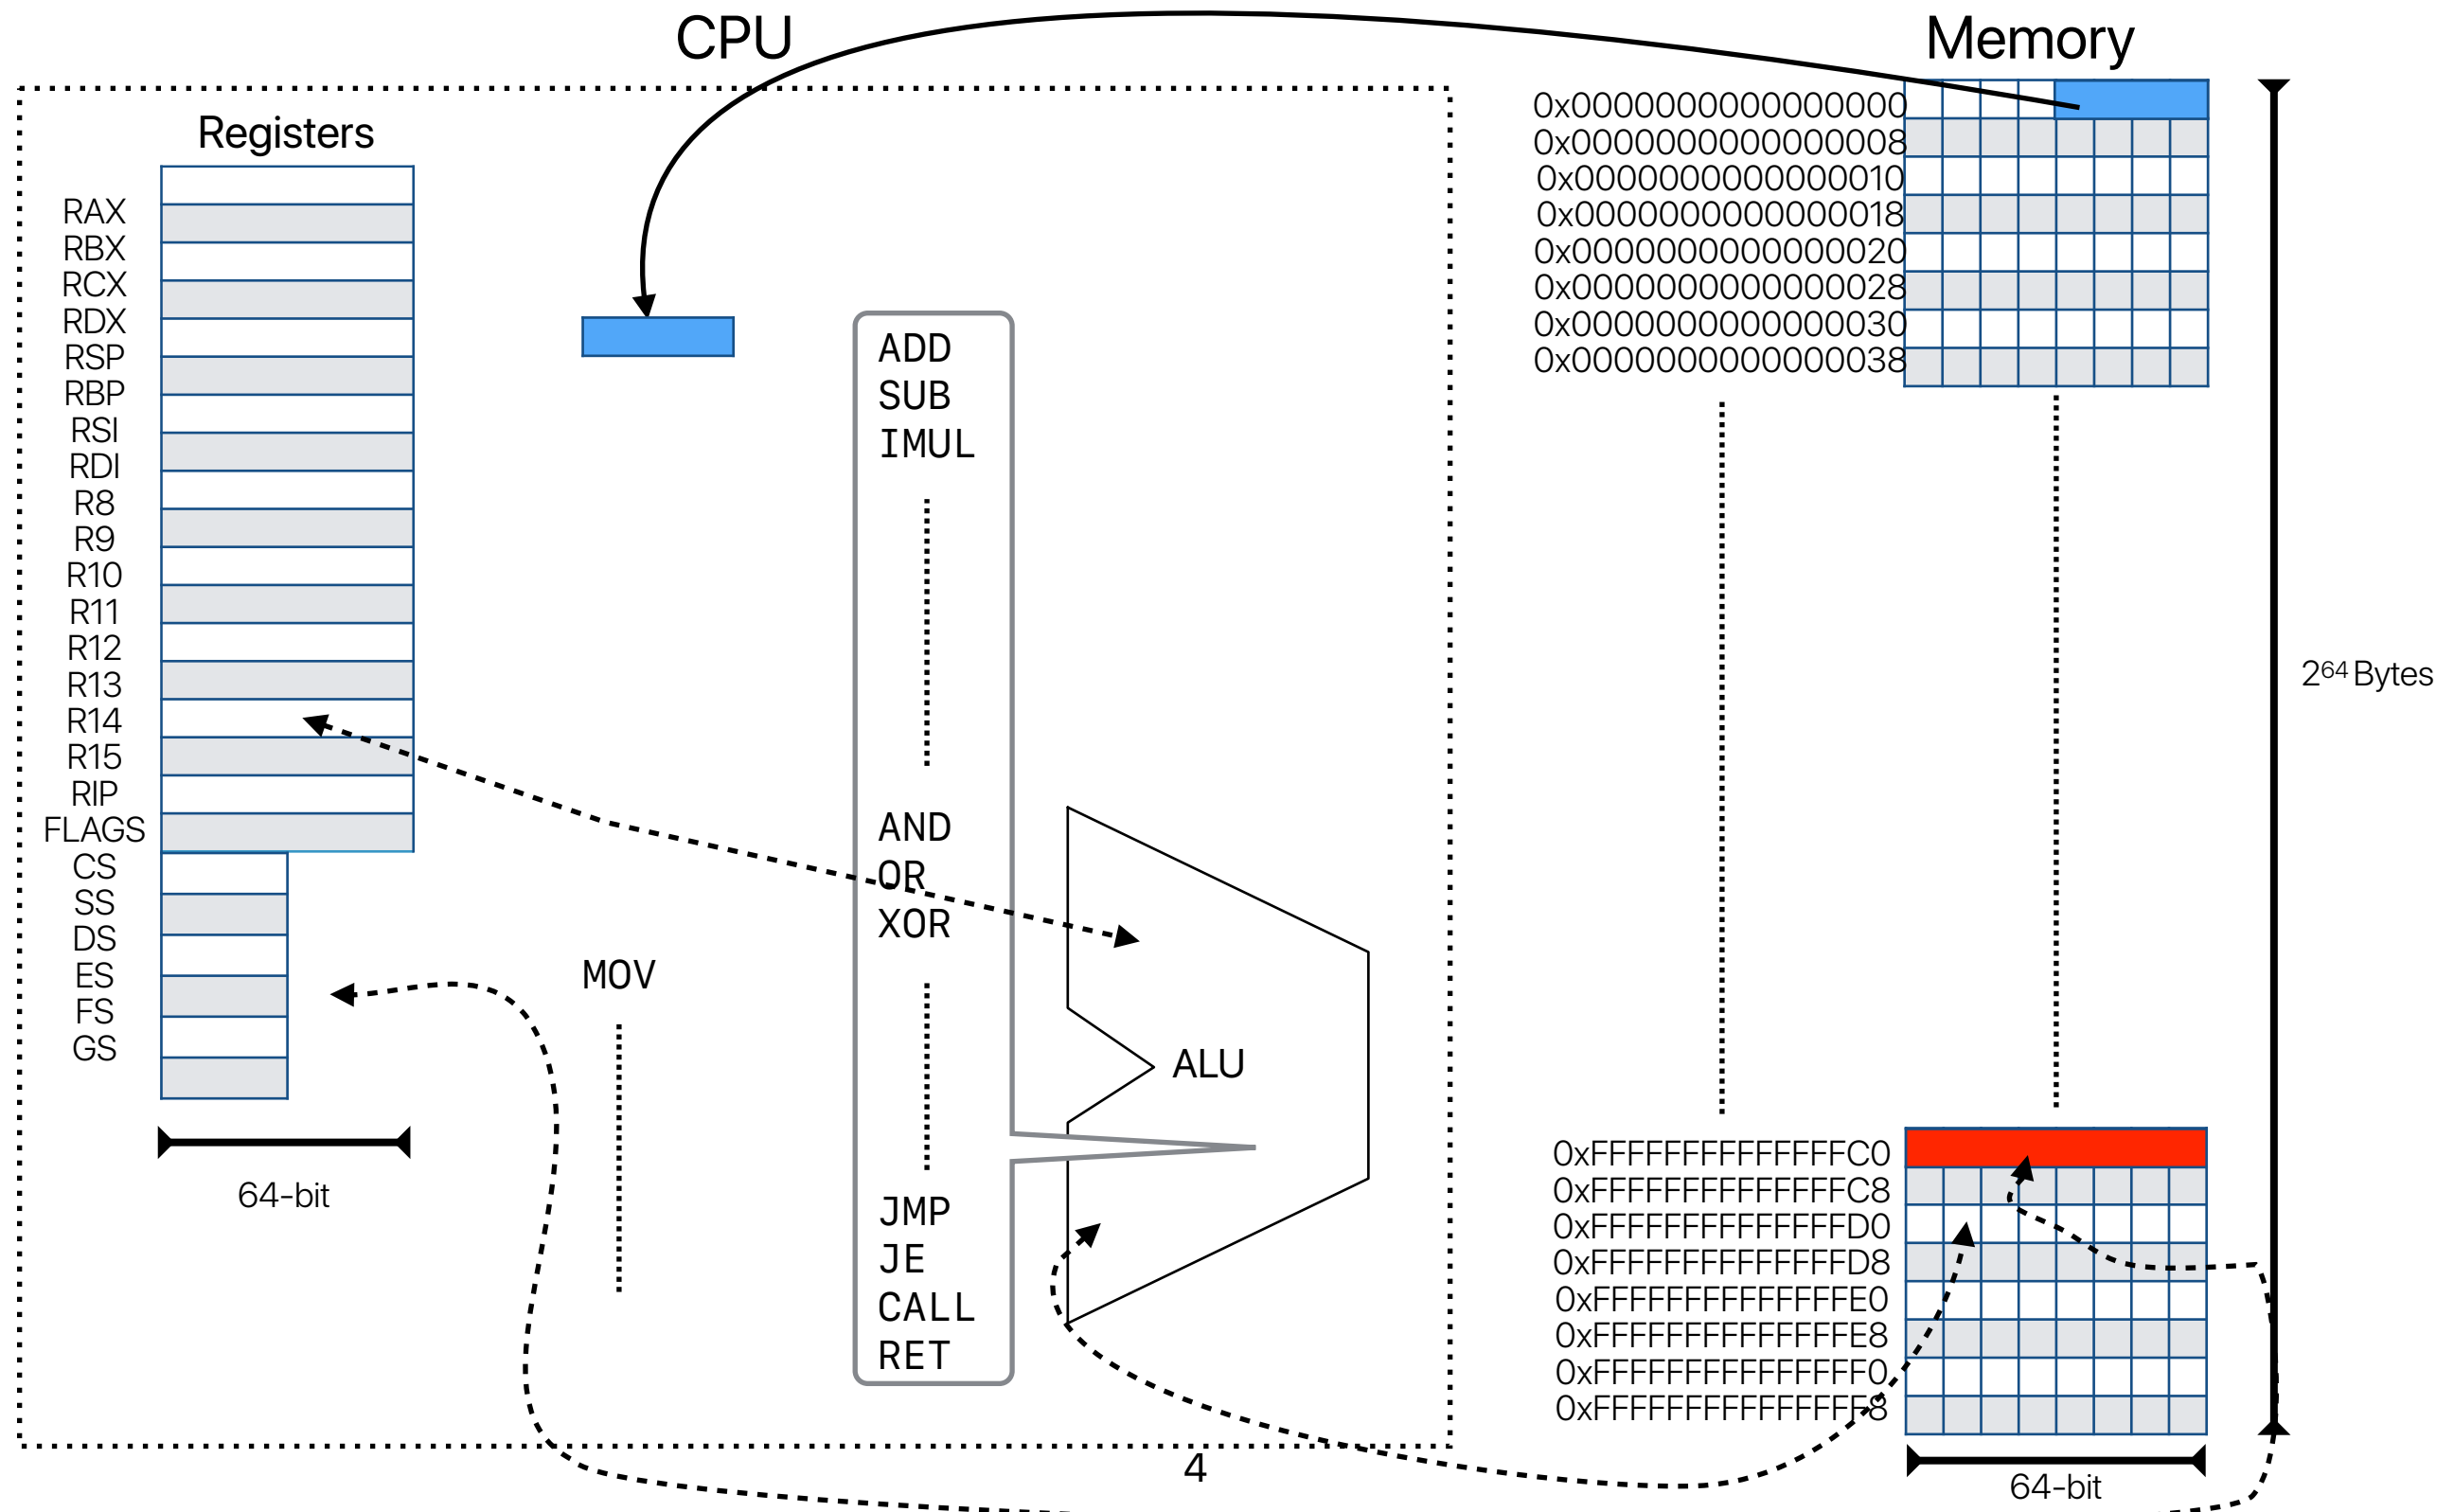 CPU
Memory
Registers
RAX
RBX
RCX
RDX
RSP
RBP
RSI
RDI
R8
R9
R10
R11
R12
R13
R14
R15
RIP
FLAGS
CS
SS
DS
ES
FS
GS
64-bit
MOV
ADD
SUB
IMUL
AND
OR
XOR
JMP
JE
CALL
RET
ALU
0x0000000000000000
0x0000000000000008
0x0000000000000010
0x0000000000000018
0x0000000000000020
0x0000000000000028
0x0000000000000030
0x0000000000000038
2⁶⁴ Bytes
0xFFFFFFFFFFFFFFC0
0xFFFFFFFFFFFFFFC8
0xFFFFFFFFFFFFFFD0
0xFFFFFFFFFFFFFFD8
0xFFFFFFFFFFFFFFE0
0xFFFFFFFFFFFFFFE8
0xFFFFFFFFFFFFFFF0
0xFFFFFFFFFFFFFFF8
64-bit
4